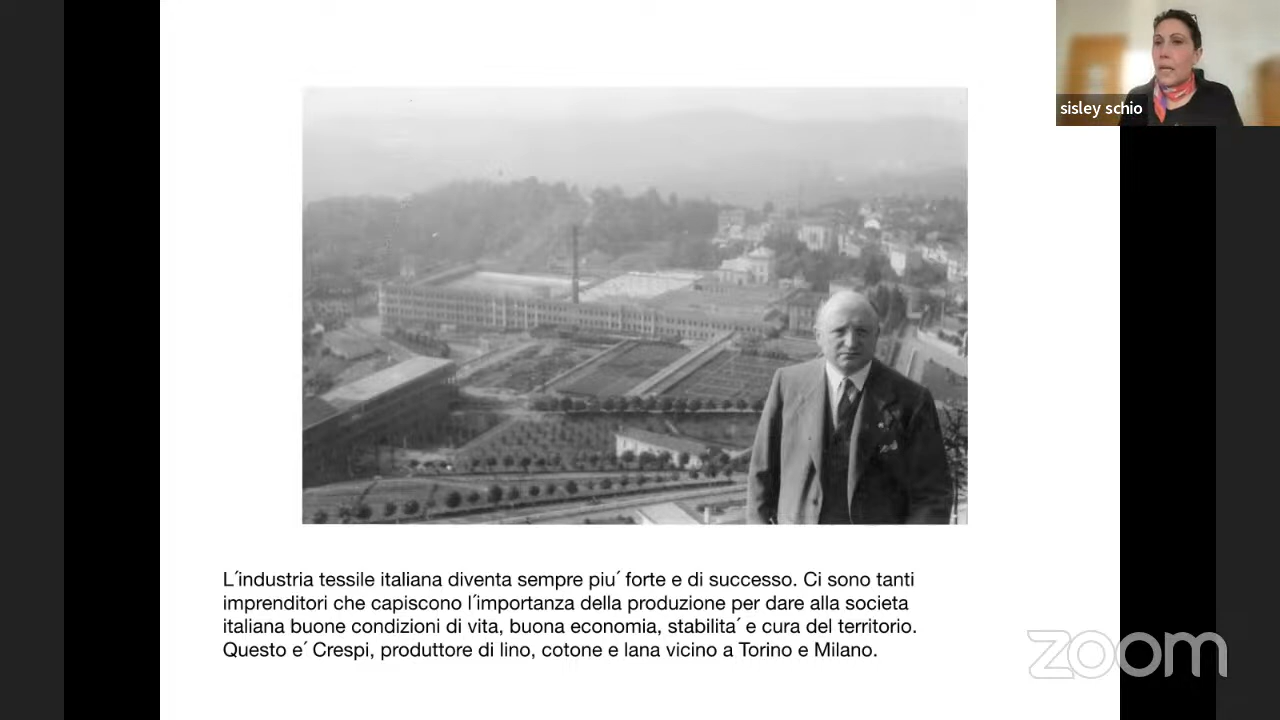 sisley schio
L´industria tessile italiana diventa sempre piu´ forte e di successo. Ci sono tanti
imprenditori che capiscono l´importanza della produzione per dare alla societa
italiana buone condizioni di vita, buona economia, stabilita´ e cura del territorio.
Questo e´ Crespi, produttore di lino, cotone e lana vicino a Torino e Milano.
zoom